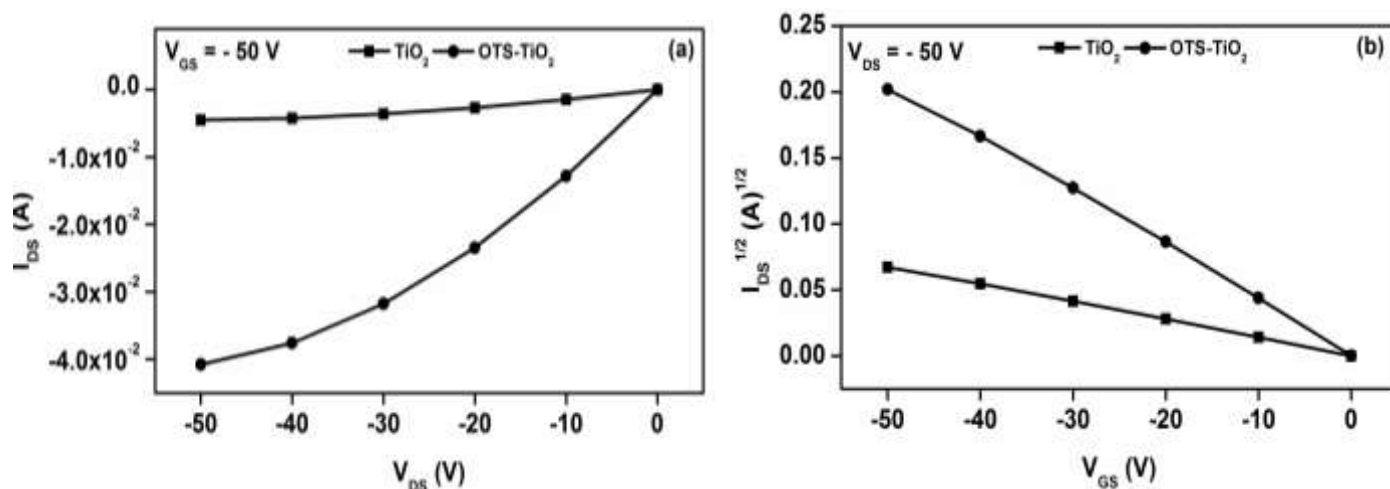 V_GS = - 50 V
TiO₂
OTS-TiO₂
(a)
0.0
-1.0x10⁻²
-2.0x10⁻²
-3.0x10⁻²
-4.0x10⁻²
I_DS (A)
-50 -40 -30 -20 -10 0
V_DS (V)
V_DS = - 50 V
TiO₂
OTS-TiO₂
(b)
0.25
0.20
0.15
0.10
0.05
0.00
I_DS^1/2 (A)^1/2
-50 -40 -30 -20 -10 0
V_GS (V)